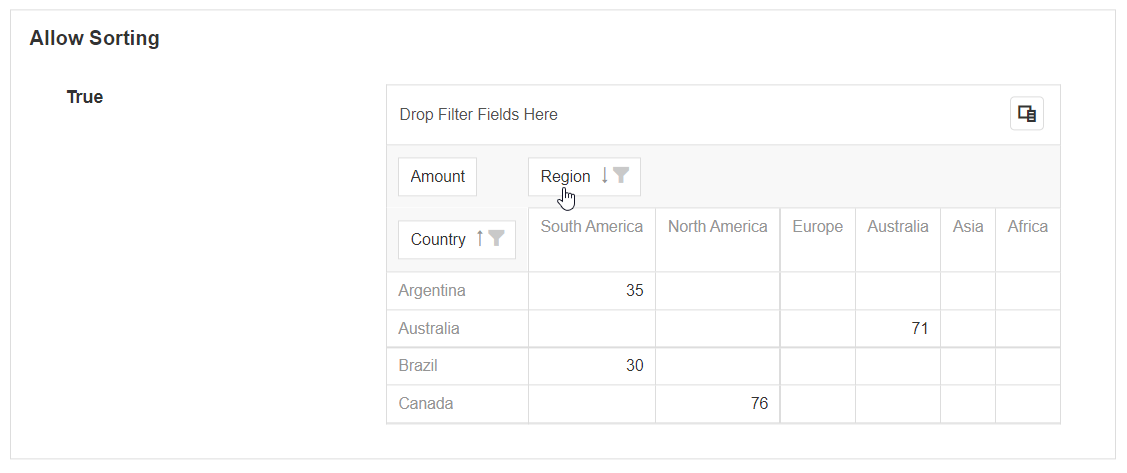 Allow Sorting
True
Drop Filter Fields Here
Amount Region
Country South America North America Europe Australia Asia Africa
Argentina 35
Australia 71
Brazil 30
Canada 76